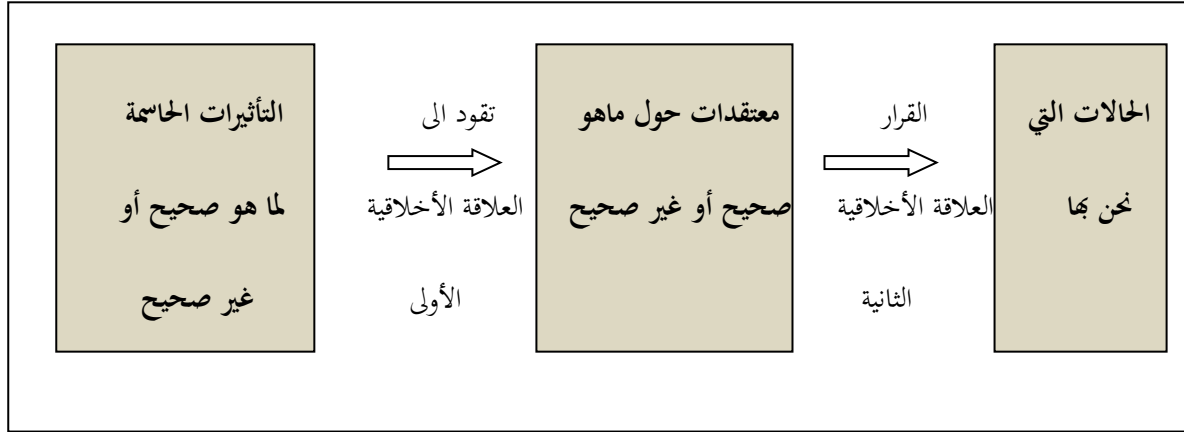 الحالات التي
نحن بها
القرار
العلاقة الأخلاقية
الثانية
معتقدات حول ماهو
صحيح أو غير صحيح
تقود الى
العلاقة الأخلاقية
الأولى
التأثيرات الحاسمة
لما هو صحيح أو
غير صحيح